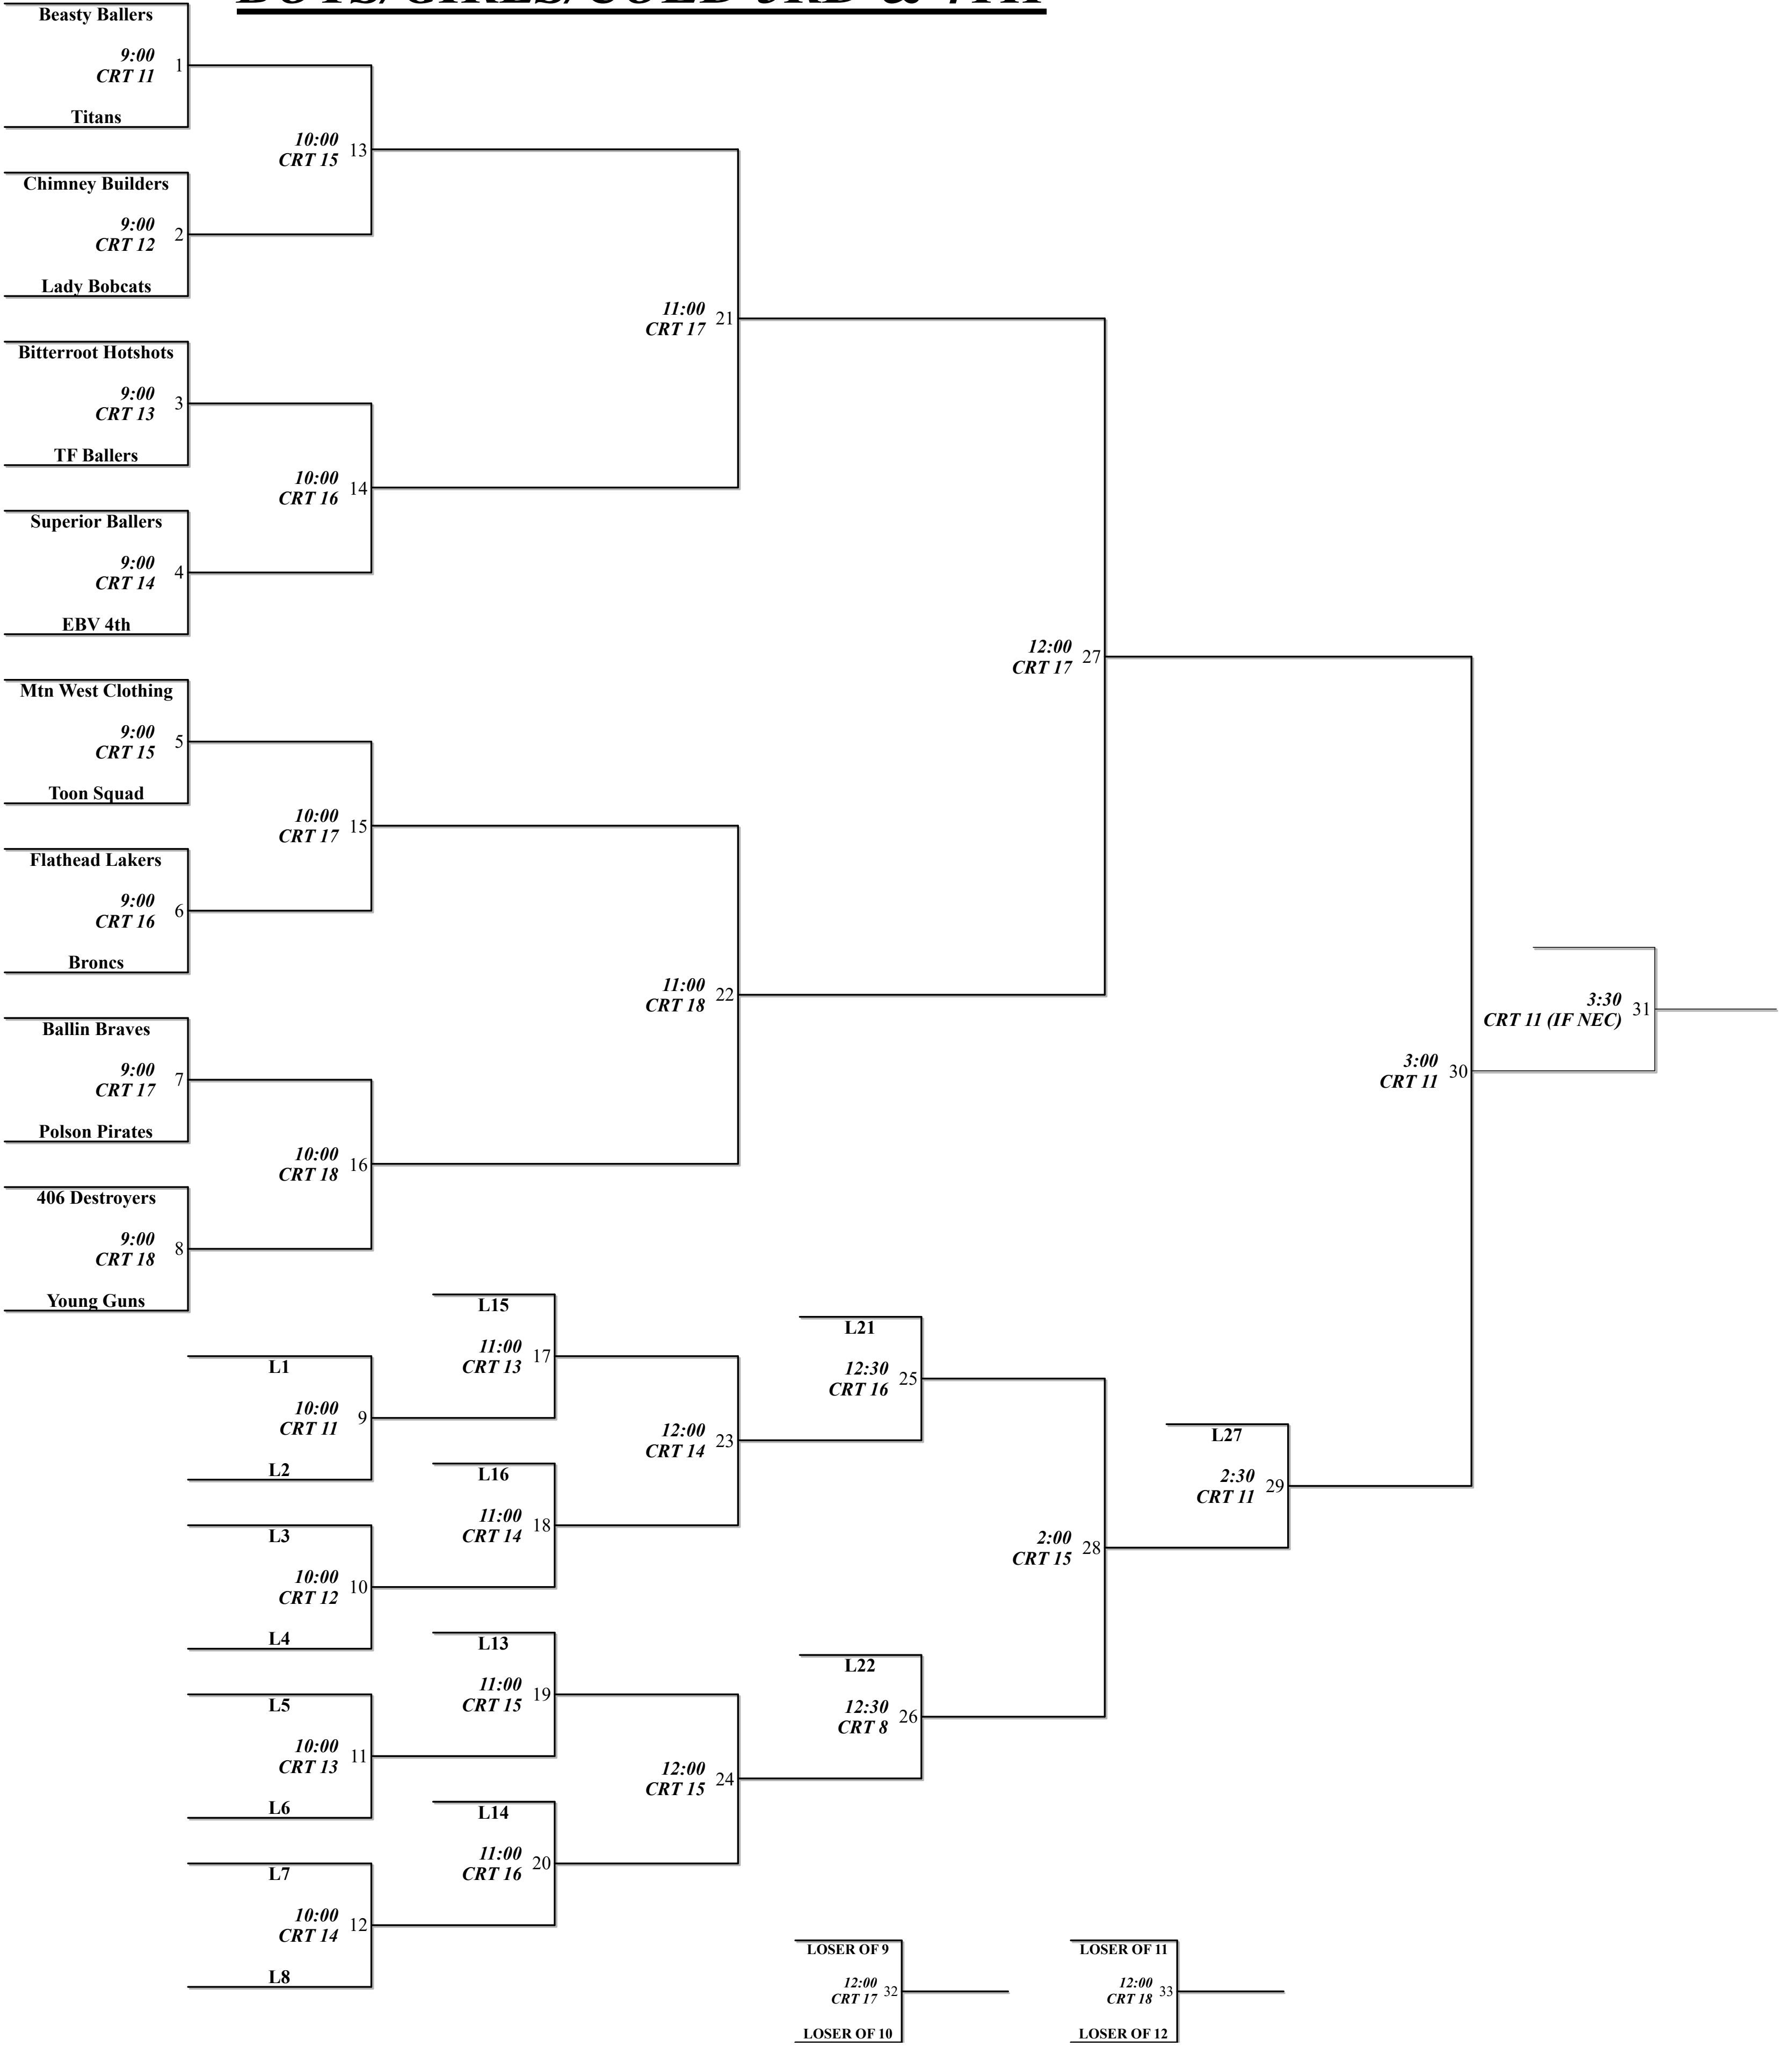 Beasty Ballers
9:00
CRT 11
1
Titans
10:00
CRT 15
13
Chimney Builders
9:00
CRT 12
2
Lady Bobcats
11:00
CRT 17
21
Bitterroot Hotshots
9:00
CRT 13
3
TF Ballers
10:00
CRT 16
14
Superior Ballers
9:00
CRT 14
4
EBV 4th
12:00
CRT 17
27
Mtn West Clothing
9:00
CRT 15
5
Toon Squad
10:00
CRT 17
15
Flathead Lakers
9:00
CRT 16
6
Broncs
11:00
CRT 18
22
3:30
CRT 11 (IF NEC)
31
Ballin Braves
9:00
CRT 17
7
Polson Pirates
3:00
CRT 11
30
10:00
CRT 18
16
406 Destroyers
9:00
CRT 18
8
Young Guns
L15
11:00
CRT 13
17
L21
12:30
CRT 16
25
L1
10:00
CRT 11
9
L2
12:00
CRT 14
23
L27
2:30
CRT 11
29
L16
11:00
CRT 14
18
L3
10:00
CRT 12
10
L4
2:00
CRT 15
28
L13
11:00
CRT 15
19
L22
12:30
CRT 8
26
L5
10:00
CRT 13
11
L6
12:00
CRT 15
24
L14
11:00
CRT 16
20
L7
10:00
CRT 14
12
L8
LOSER OF 9
12:00
CRT 17
32
LOSER OF 10
LOSER OF 11
12:00
CRT 18
33
LOSER OF 12